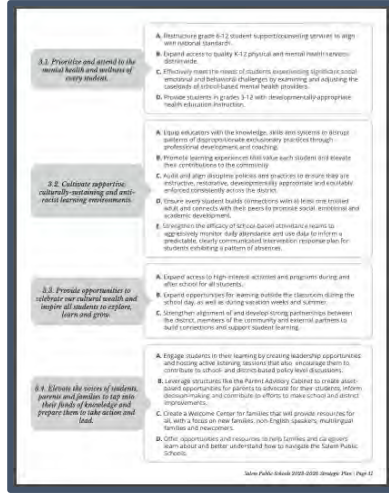 3.1. Prioritize and attend to the
mental health and wellness of
every student.
A. Restructure grade K-12 student support/counseling services to align
with national standards.
B. Expand access to quality K-12 physical and mental health services
district-wide.
C. Effectively meet the needs of students experiencing significant social
emotional and behavioral challenges by examining and adjusting the
caseloads of school-based mental health providers.
D. Provide students in grades 3-12 with developmentally-appropriate
health education instruction.
3.2. Cultivate supportive,
culturally-sustaining and anti-
racist learning environments.
A. Equip educators with the knowledge, skills and systems to disrupt
patterns of disproportionate exclusionary practices through
professional development and coaching.
B. Promote learning experiences that value each student and elevate
their contributions to the community.
C. Audit and align discipline policies and practices to ensure they are
instructive, restorative, developmentally appropriate and equitably
enforced consistently across the district.
D. Ensure every student builds connections with at least one trusted
adult and connects with their peers to promote social, emotional and
academic development.
E. Strengthen the efficacy of school-based attendance teams to
aggressively monitor daily attendance and use data to inform a
predictable, clearly communicated intervention response plan for
students exhibiting a pattern of absences.
3.3. Provide opportunities to
celebrate our cultural wealth and
inspire all students to explore,
learn and grow.
A. Expand access to high-interest activities and programs during and
after school for all students.
B. Expand opportunities for learning outside the classroom during the
school day, as well as during vacation weeks and summer.
C. Strengthen alignment of and develop strong partnerships between
the district, members of the community and external partners to
build connections and support student learning.
3.4. Elevate the voices of students,
parents and families to tap into
their funds of knowledge and
prepare them to take action and
lead.
A. Engage students in their learning by creating leadership opportunities
and hosting active listening sessions that also encourage them to
contribute to school- and district-based policy level discussions.
B. Leverage structures like the Parent Advisory Cabinet to create asset-
based opportunities for parents to advocate for their students, inform
decision-making and contribute to efforts to make school and district
improvements.
C. Create a Welcome Center for families that will provide resources for
all, with a focus on new families, non-English speakers, multilingual
families and newcomers.
D. Offer opportunities and resources to help families and caregivers
learn about and better understand how to navigate the Salem Public
Schools.
Salem Public Schools 2023-2028 Strategic Plan - Page 12